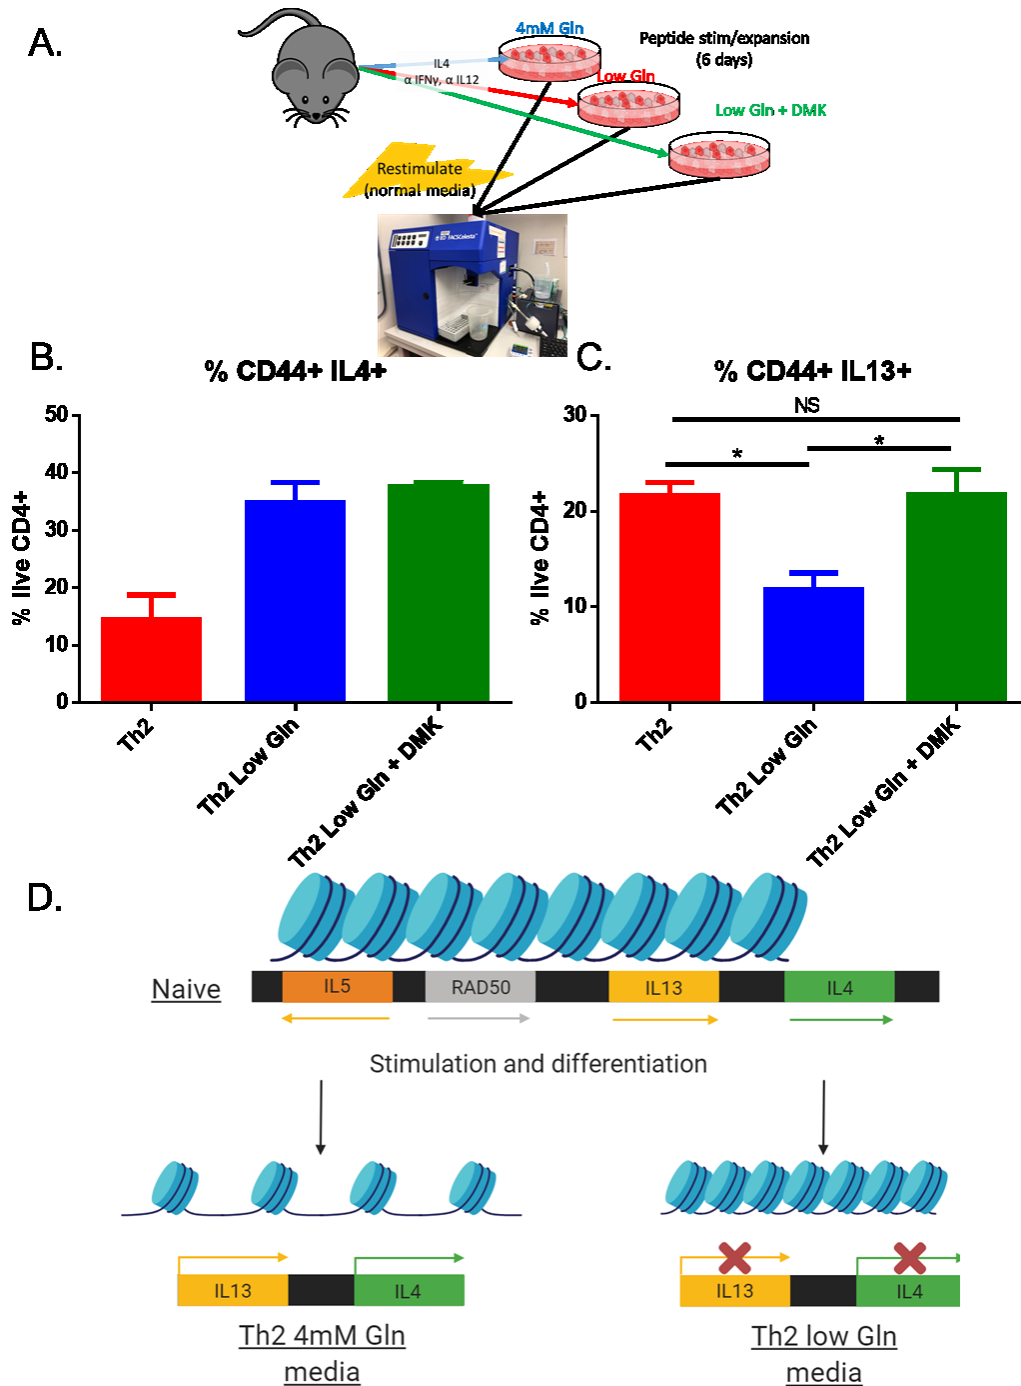 A.
4mM Gln
Peptide stim/expansion
(6 days)
IL4
α IFNγ, α IL12
Low Gln
Low Gln + DMK
Restimulate
(normal media)
BD FACSCelesta™
B.
% CD44+ IL4+
C.
% CD44+ IL13+
% live CD4+
50
40
30
20
10
0
Th2
Th2 Low Gln
Th2 Low Gln + DMK
% live CD4+
30
20
10
0
NS
*
*
Th2
Th2 Low Gln
Th2 Low Gln + DMK
D.
Naive
IL5
RAD50
IL13
IL4
Stimulation and differentiation
IL13
IL4
IL13
IL4
Th2 4mM Gln
media
Th2 low Gln
media